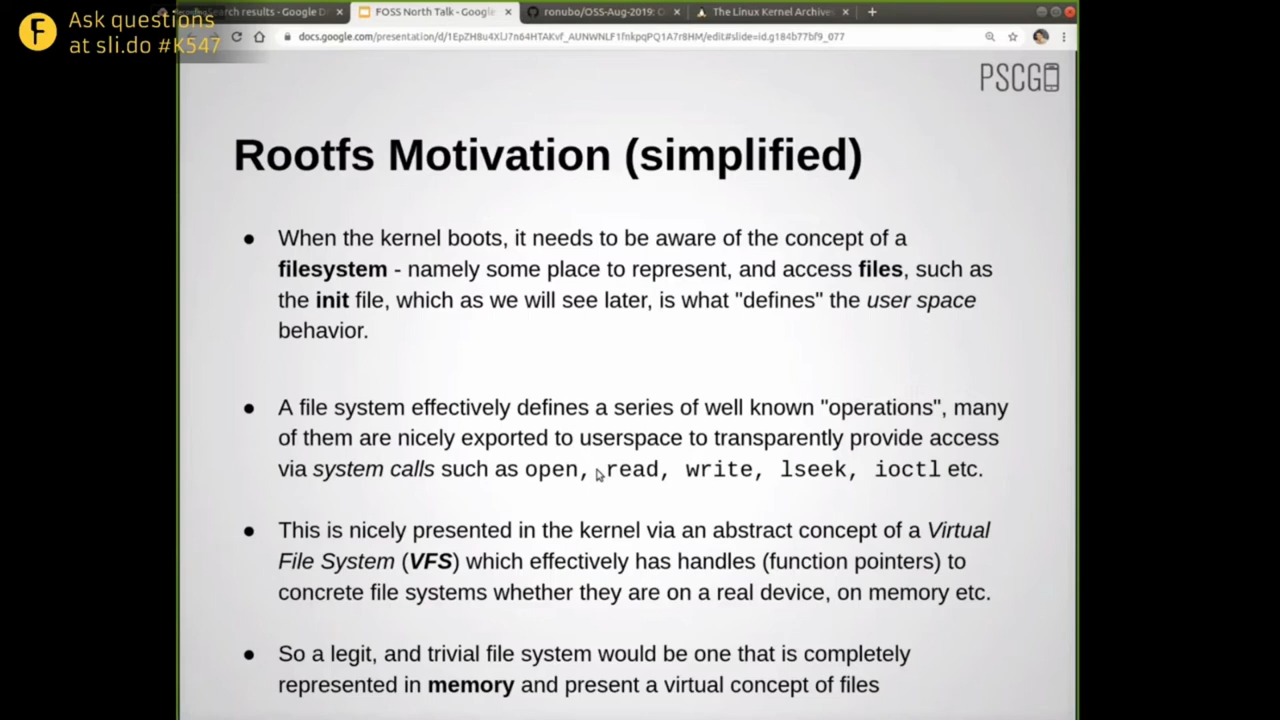 Ask questions
at sli.do #K547
Search results - Google D
FOSS North Talk - Google
ronubo/OSS-Aug-2019: O
The Linux Kernel Archive
docs.google.com/presentation/d/1EpZH8u4XlJ7n64HTAKvf_AUNWNLF1fnkpqPQ1A7r8HM/edit#slide=id.g184b77bf9_077
PSCG
Rootfs Motivation (simplified)
● When the kernel boots, it needs to be aware of the concept of a
filesystem - namely some place to represent, and access files, such as
the init file, which as we will see later, is what "defines" the user space
behavior.
● A file system effectively defines a series of well known "operations", many
of them are nicely exported to userspace to transparently provide access
via system calls such as open, read, write, lseek, ioctl etc.
● This is nicely presented in the kernel via an abstract concept of a Virtual
File System (VFS) which effectively has handles (function pointers) to
concrete file systems whether they are on a real device, on memory etc.
● So a legit, and trivial file system would be one that is completely
represented in memory and present a virtual concept of files